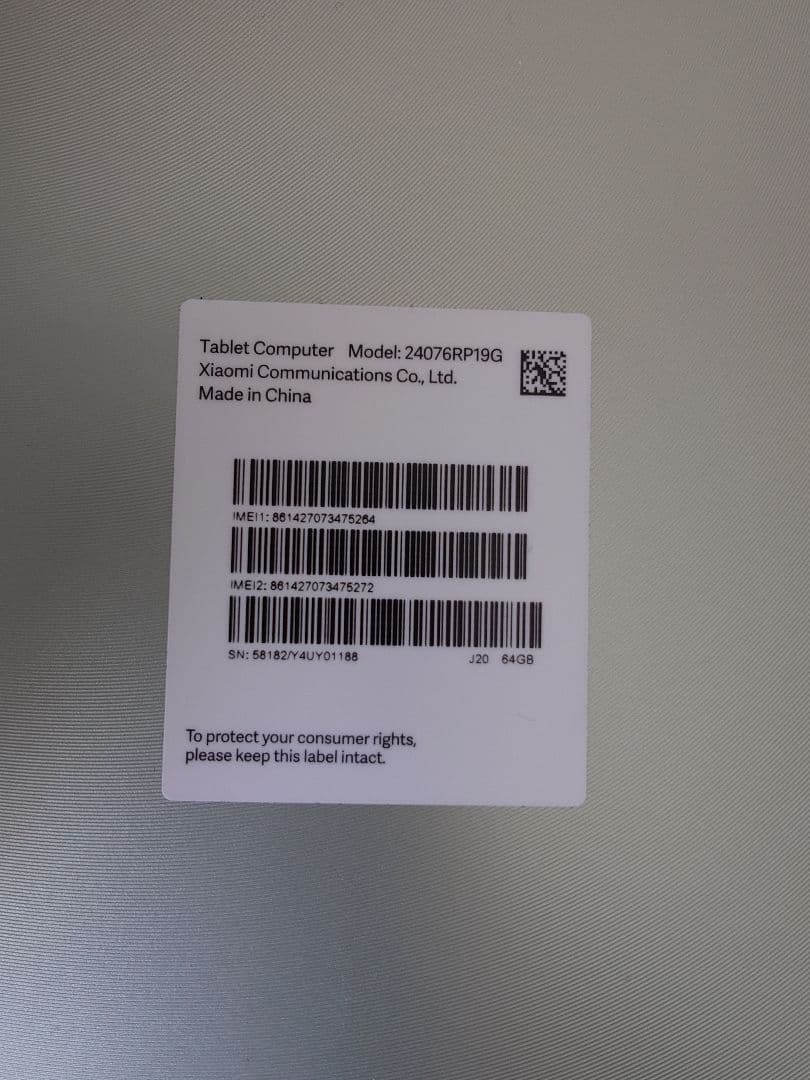 Tablet Computer Model: 24076RP19G
Xiaomi Communications Co., Ltd.
Made in China
IMEI1: 861427073475264
IMEI2: 861427073475272
SN: 58182/Y4UY01188
J20 64GB
To protect your consumer rights,
please keep this label intact.